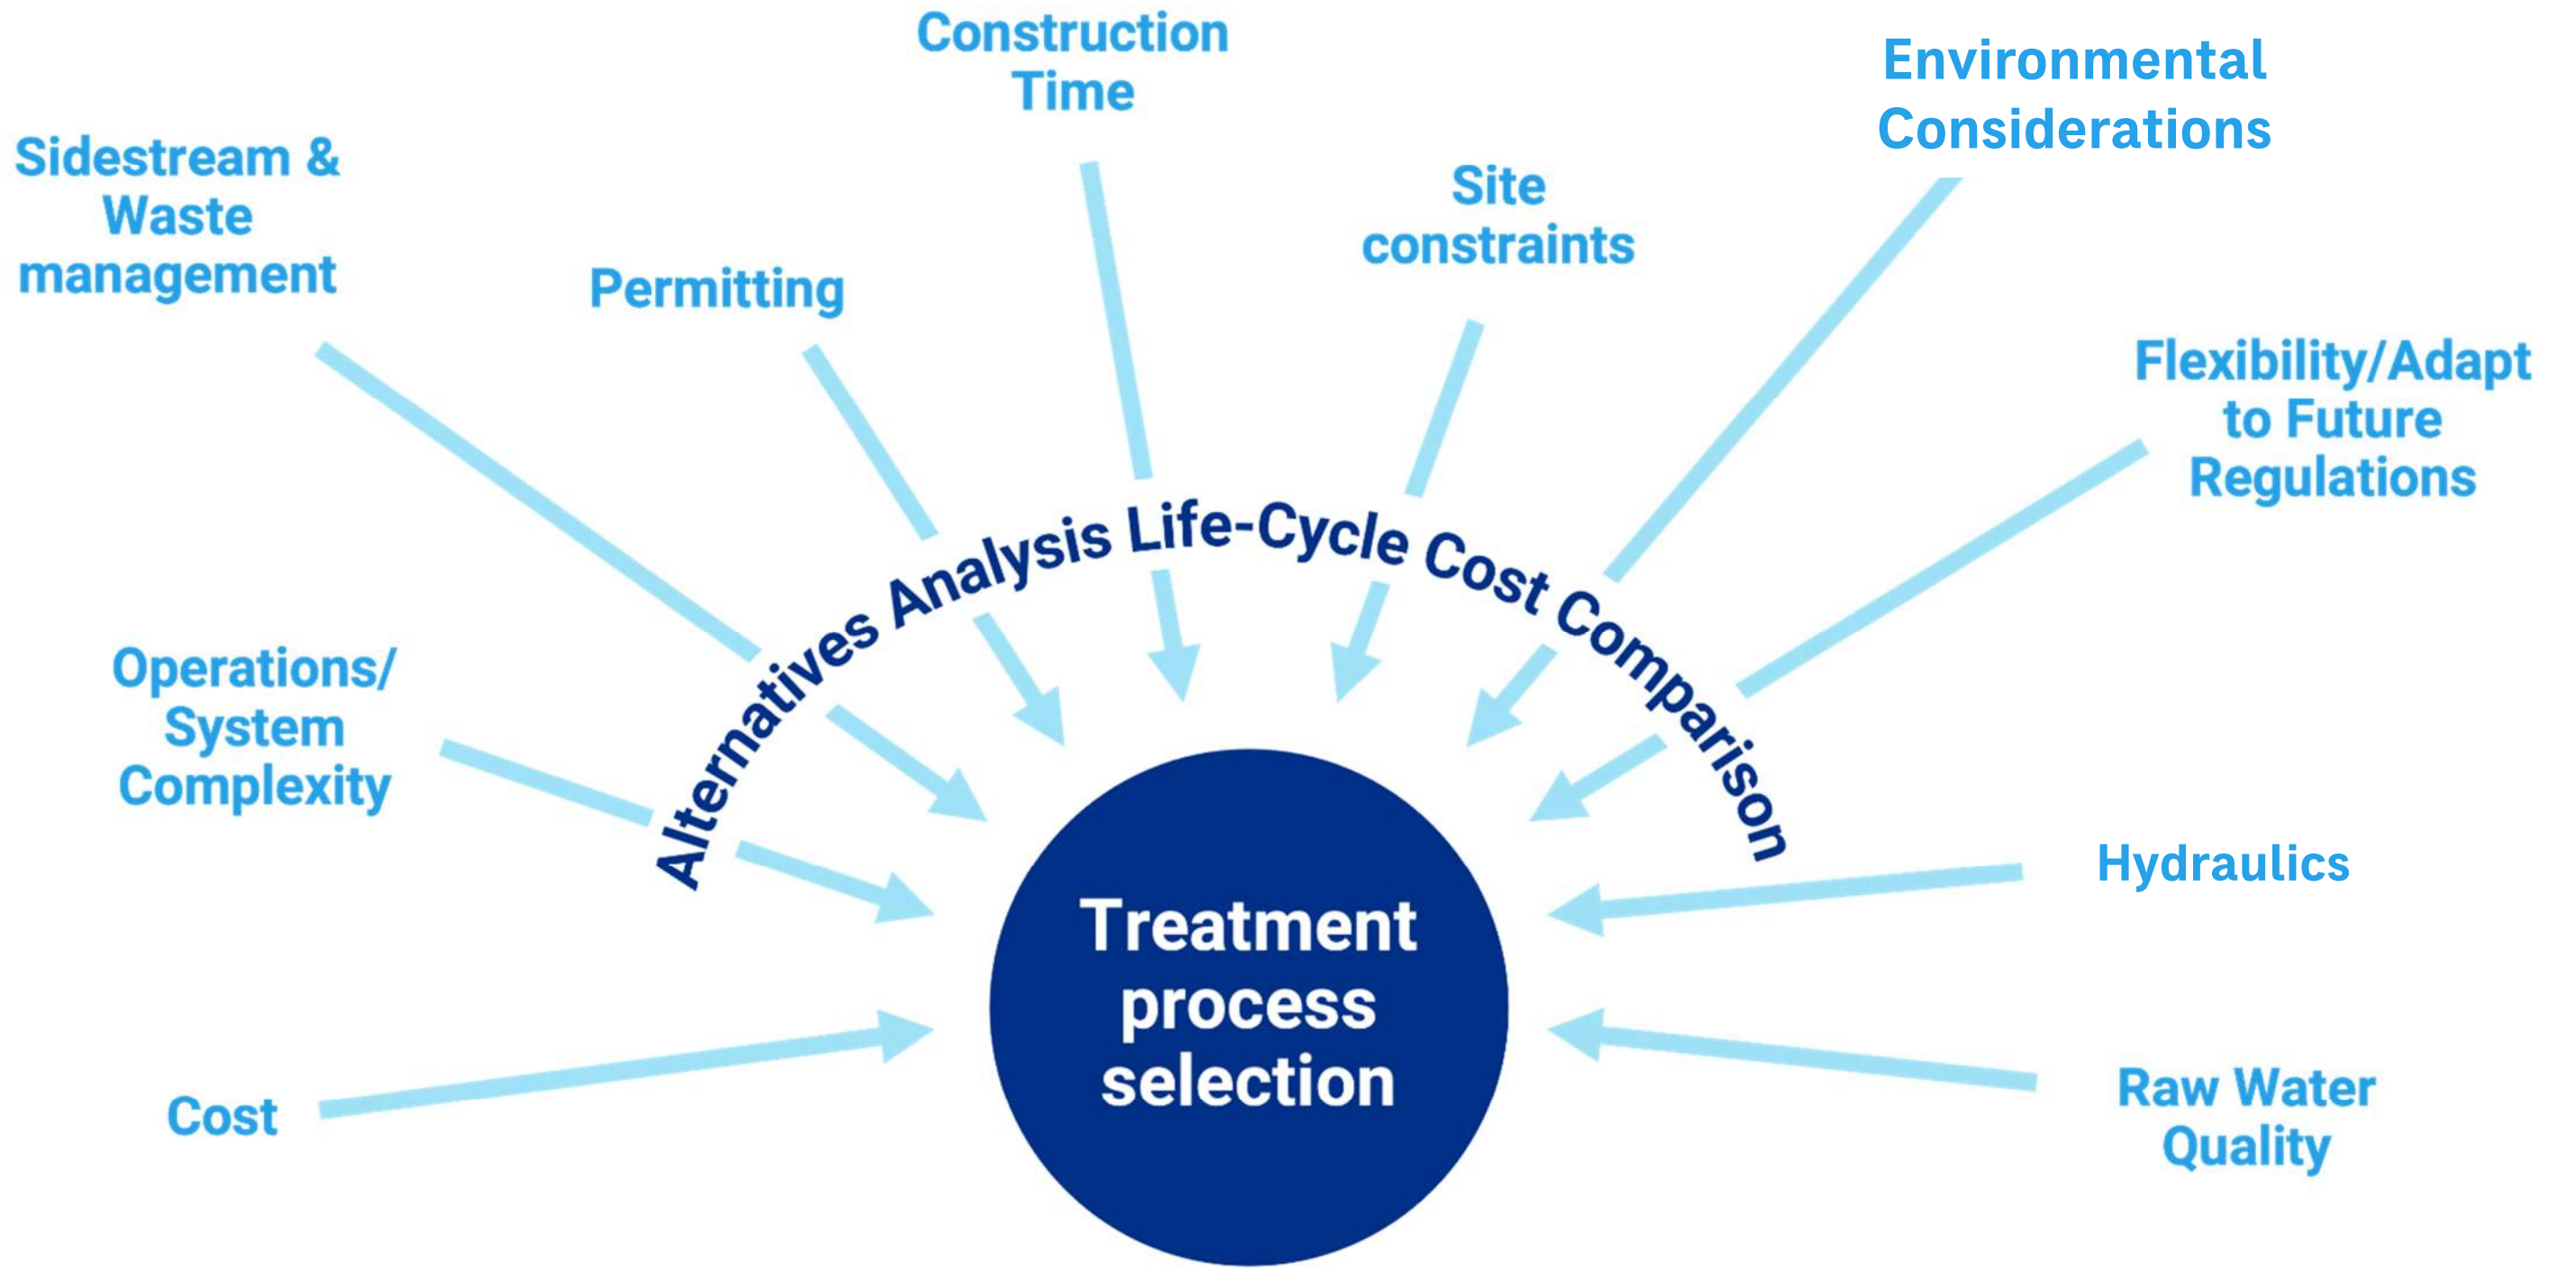 Construction
Time
Environmental
Considerations
Sidestream &
Waste
management
Site
constraints
Permitting
Flexibility/Adapt
to Future
Regulations
Alternatives Analysis Life-Cycle Cost Comparison
Operations/
System
Complexity
Hydraulics
Treatment
process
selection
Cost
Raw Water
Quality